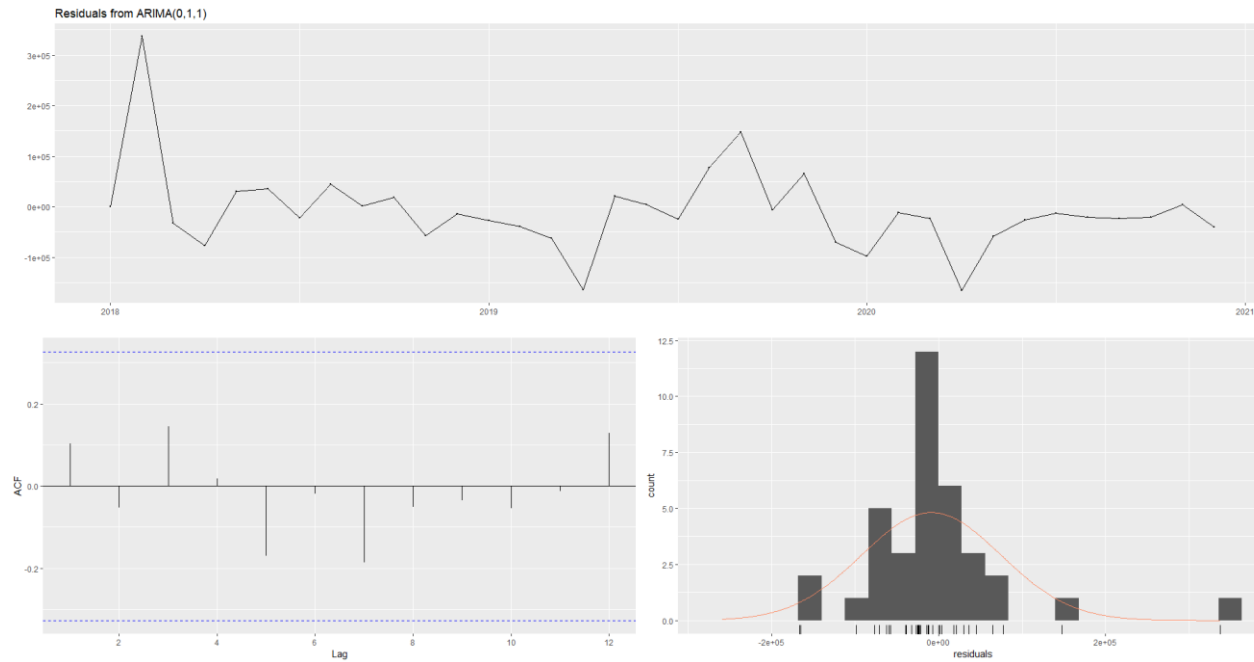 Residuals from ARIMA(0,1,1)
3e+05
2e+05
1e+05
0e+00
-1e+05
2018
2019
2020
2021
ACF
0.2
0.0
-0.2
2
4
6
8
10
12
Lag
count
12.5
10.0
7.5
5.0
2.5
0.0
-2e+05
0e+00
2e+05
residuals